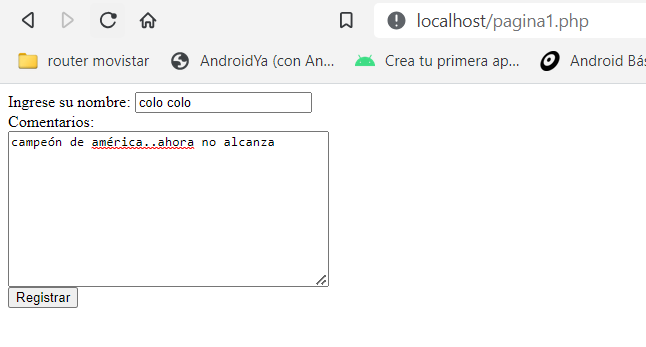 localhost/pagina1.php
router movistar AndroidYa (con An... Crea tu primera ap... Android Bás
Ingrese su nombre: colo colo
Comentarios:
campeón de américa..ahora no alcanza
Registrar